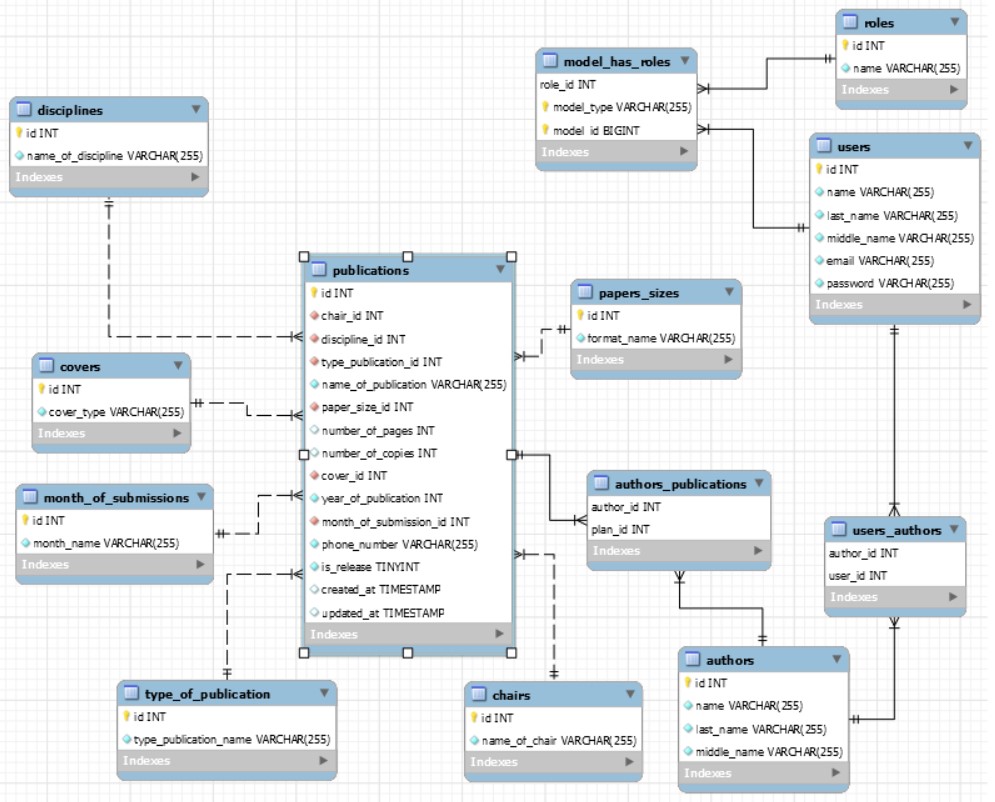 roles
id INT
name VARCHAR(255)
Indexes
model_has_roles
role_id INT
model_type VARCHAR(255)
model_id BIGINT
Indexes
disciplines
id INT
name_of_discipline VARCHAR(255)
Indexes
users
id INT
name VARCHAR(255)
last_name VARCHAR(255)
middle_name VARCHAR(255)
email VARCHAR(255)
password VARCHAR(255)
Indexes
publications
id INT
chair_id INT
discipline_id INT
type_publication_id INT
name_of_publication VARCHAR(255)
paper_size_id INT
number_of_pages INT
number_of_copies INT
cover_id INT
year_of_publication INT
month_of_submission_id INT
phone_number VARCHAR(255)
is_release TINYINT
created_at TIMESTAMP
updated_at TIMESTAMP
Indexes
papers_sizes
id INT
format_name VARCHAR(255)
Indexes
covers
id INT
cover_type VARCHAR(255)
Indexes
month_of_submissions
id INT
month_name VARCHAR(255)
Indexes
authors_publications
author_id INT
plan_id INT
Indexes
users_authors
author_id INT
user_id INT
Indexes
type_of_publication
id INT
type_publication_name VARCHAR(255)
Indexes
chairs
id INT
name_of_chair VARCHAR(255)
Indexes
authors
id INT
name VARCHAR(255)
last_name VARCHAR(255)
middle_name VARCHAR(255)
Indexes